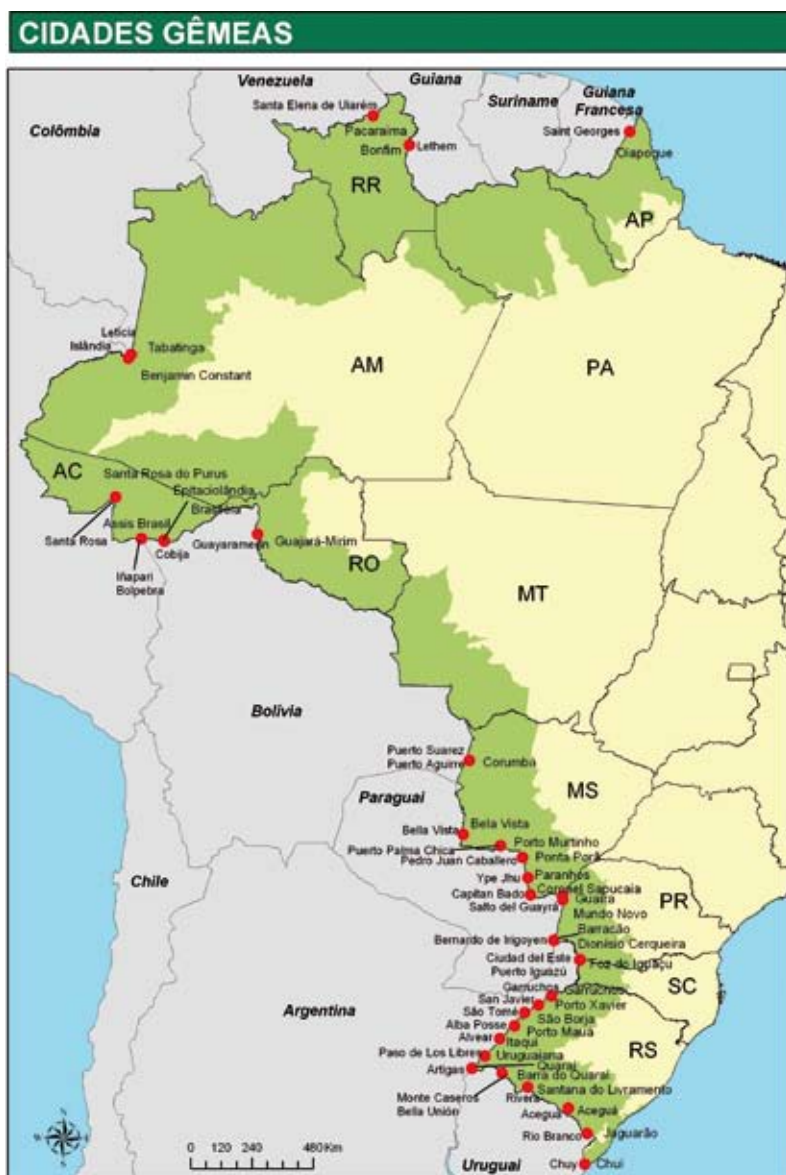 CIDADES GÊMEAS
Venezuela
Guiana
Suriname
Guiana
Francesa
Colômbia
Santa Elena de Uiarém
Pacaraima
Bonfim
Lethem
Saint Georges
Oiapoque
RR
AP
Letícia
Islândia
Tabatinga
Benjamin Constant
AM
PA
AC
Santa Rosa do Purus
Epitaciolândia
Brasiléia
Assis Brasil
Santa Rosa
Cobija
Guayaramerín
Guajará-Mirim
Iñapari
Bolpebra
RO
MT
Bolívia
Puerto Suarez
Puerto Aguirre
Corumbá
MS
Paraguai
Bella Vista
Bela Vista
Puerto Palma Chica
Porto Murtinho
Pedro Juan Caballero
Ponta Porã
Ype Jhu
Paranhos
Capitan Bado
Coronel Sapucaia
Salto del Guayrá
Guaíra
Mundo Novo
PR
Chile
Barracão
Bernardo de Irigoyen
Dionísio Cerqueira
Ciudad del Este
Foz do Iguaçu
Puerto Iguazú
SC
Garruchos
Garruchos
San Javier
Porto Xavier
São Tomé
São Borja
Alba Posse
Porto Mauá
Alvear
Itaqui
RS
Argentina
Paso de Los Libres
Uruguaiana
Quaraí
Artigas
Barra do Quaraí
Santana do Livramento
Monte Caseros
Bella Unión
Rivera
Aceguá
Aceguá
Rio Branco
Jaguarão
Chuy
Chuí
Uruguai
0 120 240 480 Km